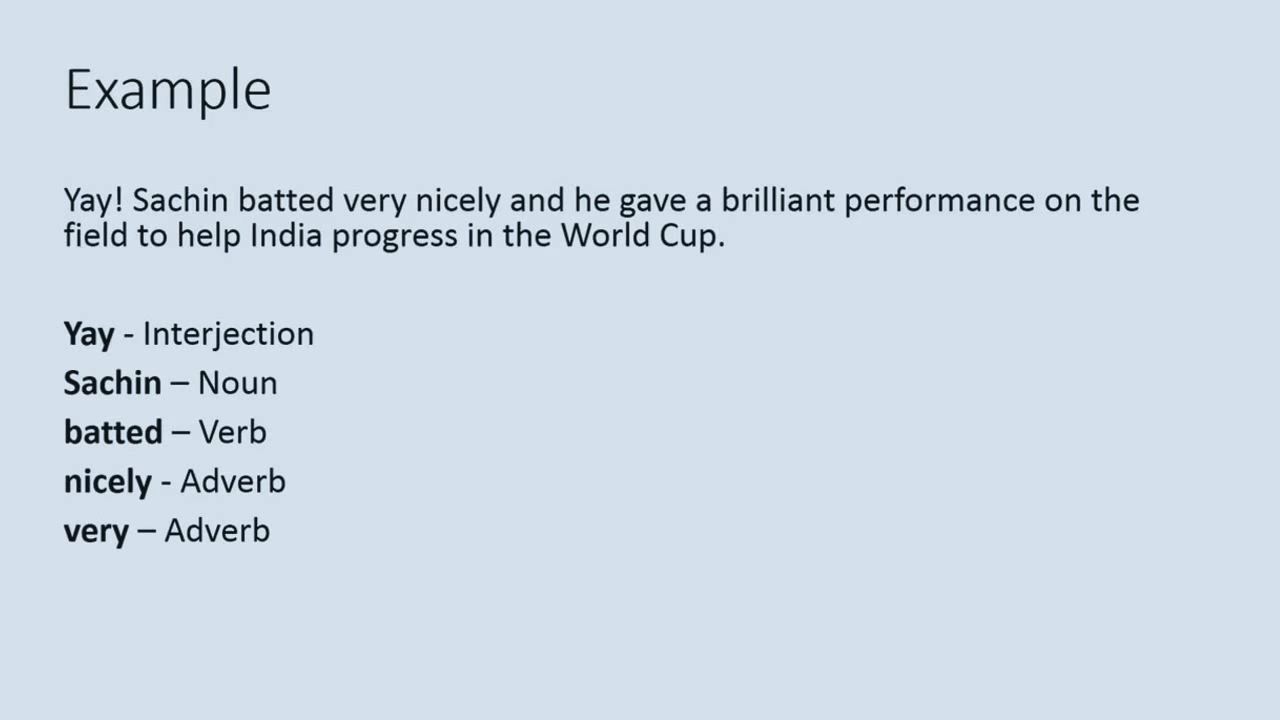 Example
Yay! Sachin batted very nicely and he gave a brilliant performance on the
field to help India progress in the World Cup.
Yay - Interjection
Sachin – Noun
batted – Verb
nicely - Adverb
very – Adverb